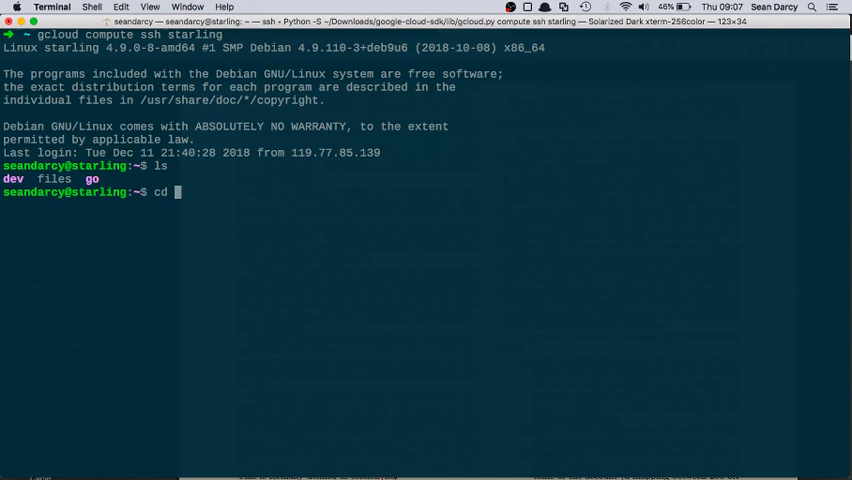 Terminal Shell Edit View Window Help 46% Thu 09:07 Sean Darcy
seandarcy@starling: ~ — ssh ‹ Python -S ~/Downloads/google-cloud-sdk/lib/gcloud.py compute ssh starling — Solarized Dark xterm-256color — 123×34
➜ ~ gcloud compute ssh starling
Linux starling 4.9.0-8-amd64 #1 SMP Debian 4.9.110-3+deb9u6 (2018-10-08) x86_64
The programs included with the Debian GNU/Linux system are free software;
the exact distribution terms for each program are described in the
individual files in /usr/share/doc/*/copyright.
Debian GNU/Linux comes with ABSOLUTELY NO WARRANTY, to the extent
permitted by applicable law.
Last login: Tue Dec 11 21:40:28 2018 from 119.77.85.139
seandarcy@starling:~$ ls
dev files go
seandarcy@starling:~$ cd